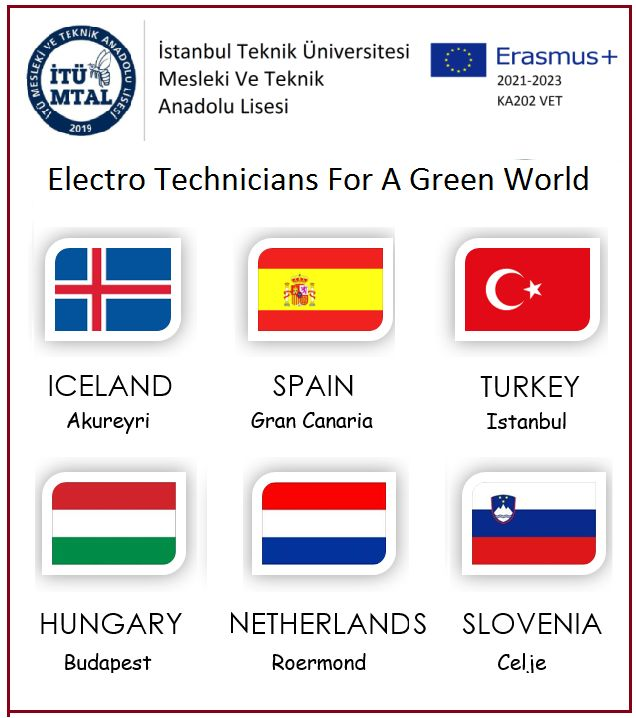 İTÜ MESLEKİ VE TEKNİK ANADOLU LİSESİ
İTÜ
MTAL
2019
İstanbul Teknik Üniversitesi
Mesleki Ve Teknik
Anadolu Lisesi
Erasmus+
2021-2023
KA202 VET
Electro Technicians For A Green World
ICELAND SPAIN TURKEY
Akureyri Gran Canaria Istanbul
HUNGARY NETHERLANDS SLOVENIA
Budapest Roermond Celje